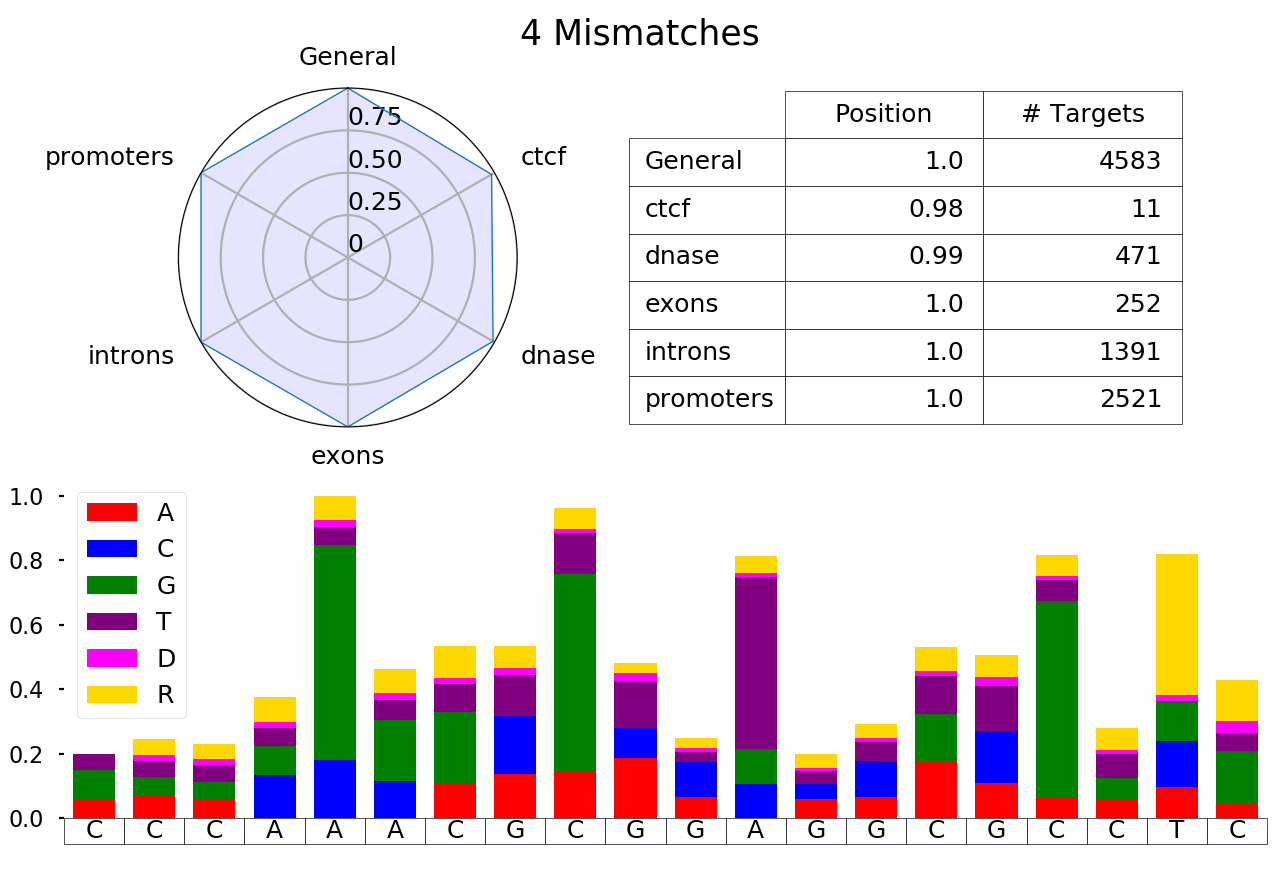 4 Mismatches
General
promoters
ctcf
introns
dnase
exons
0.75
0.50
0.25
0
Position # Targets
General 1.0 4583
ctcf 0.98 11
dnase 0.99 471
exons 1.0 252
introns 1.0 1391
promoters 1.0 2521
1.0
0.8
0.6
0.4
0.2
0.0
A
C
G
T
D
R
C C C A A A C G C G G A G G C G C C T C